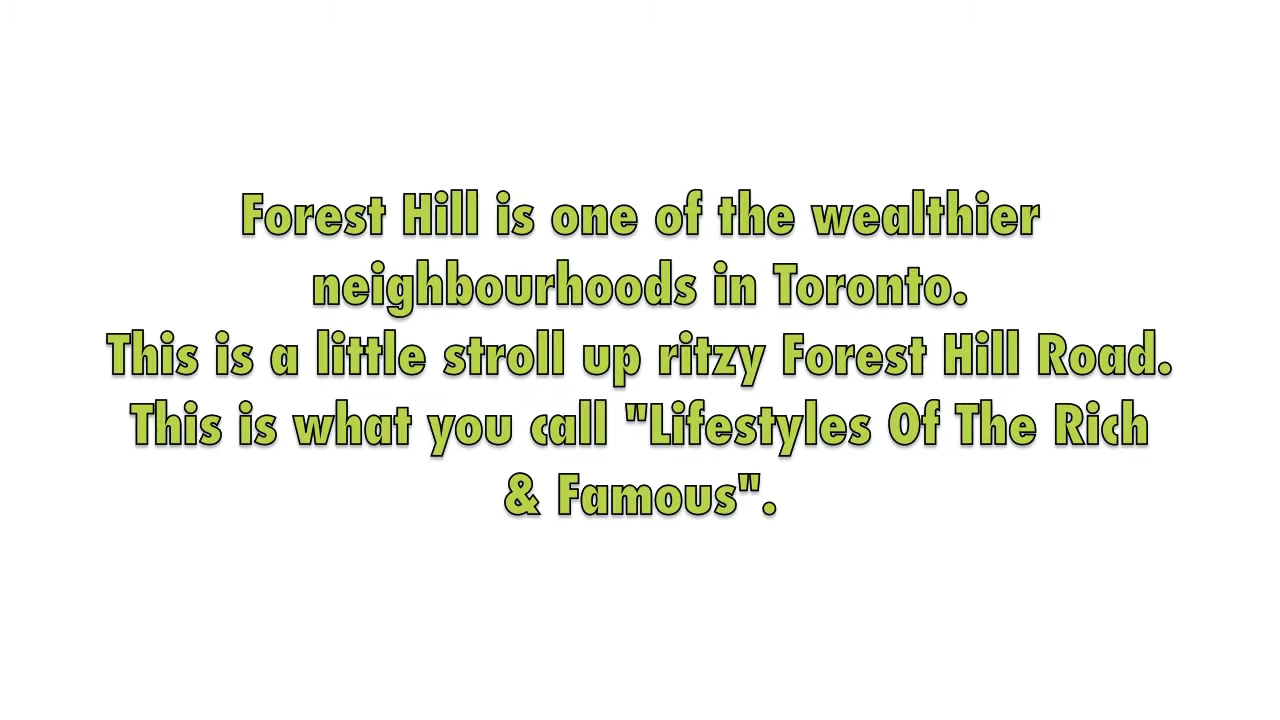 Forest Hill is one of the wealthier
neighbourhoods in Toronto.
This is a little stroll up ritzy Forest Hill Road.
This is what you call "Lifestyles Of The Rich
& Famous".